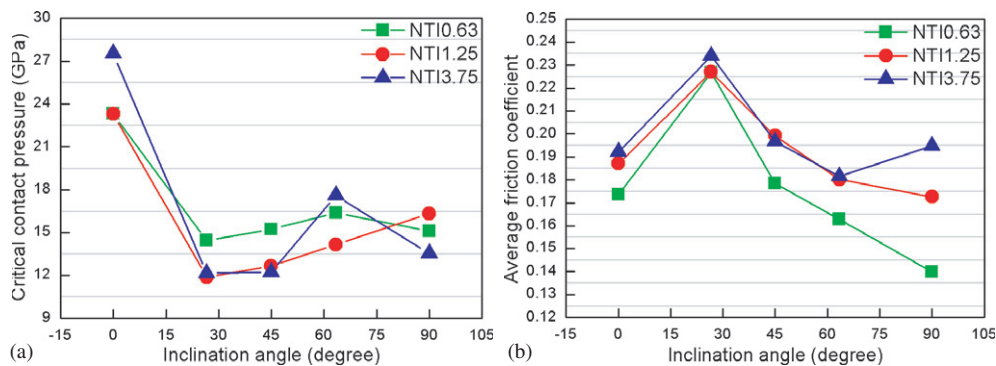 Critical contact pressure (GPa)
30
27
24
21
18
15
12
9
NTI0.63
NTI1.25
NTI3.75
-15 0 15 30 45 60 75 90 105
(a) Inclination angle (degree)
Average friction coefficient
0.25
0.24
0.23
0.22
0.21
0.20
0.19
0.18
0.17
0.16
0.15
0.14
0.13
0.12
NTI0.63
NTI1.25
NTI3.75
-15 0 15 30 45 60 75 90 105
(b) Inclination angle (degree)